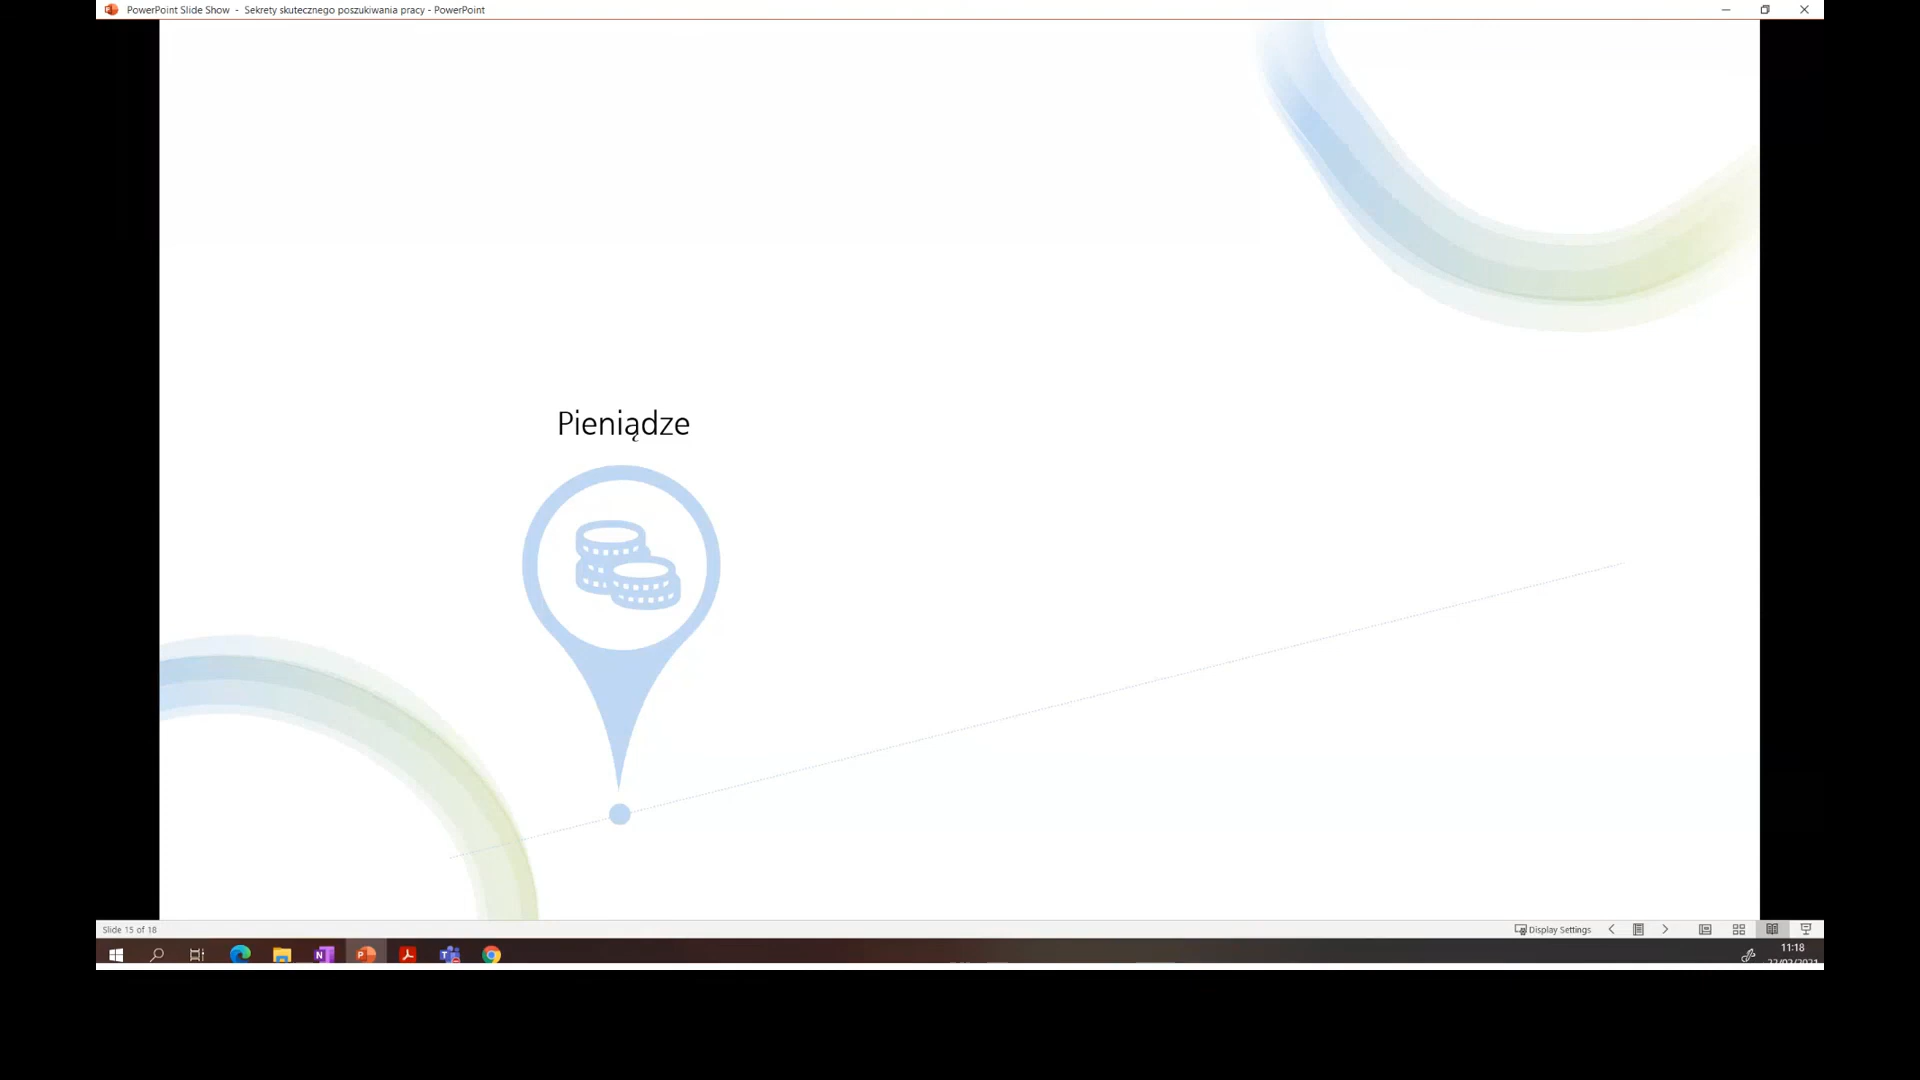 PowerPoint Slide Show - Sekrety skutecznego poszukiwania pracy - PowerPoint
Pieniądze
Slide 15 of 18
Display Settings
11:18